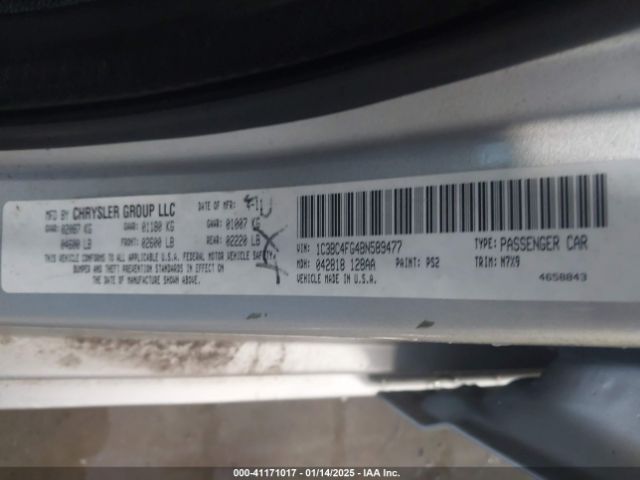 MFD BY CHRYSLER GROUP LLC DATE OF MFR:
GVWR: 02087 KG GAWR: 01180 KG GAWR: 01007 KG
04600 LB FRONT: 02600 LB REAR: 02220 LB
THIS VEHICLE CONFORMS TO ALL APPLICABLE U.S.A. FEDERAL MOTOR VEHICLE SAFETY,
BUMPER AND THEFT PREVENTION STANDARDS IN EFFECT ON
THE DATE OF MANUFACTURE SHOWN ABOVE.
VIN: 1C3BC4FG4BN589477 TYPE: PASSENGER CAR
MDH: 042818 128AA PAINT: PS2 TRIM: M7X9
VEHICLE MADE IN U.S.A. 4658843
000-41171017 - 01/14/2025 - IAA Inc.